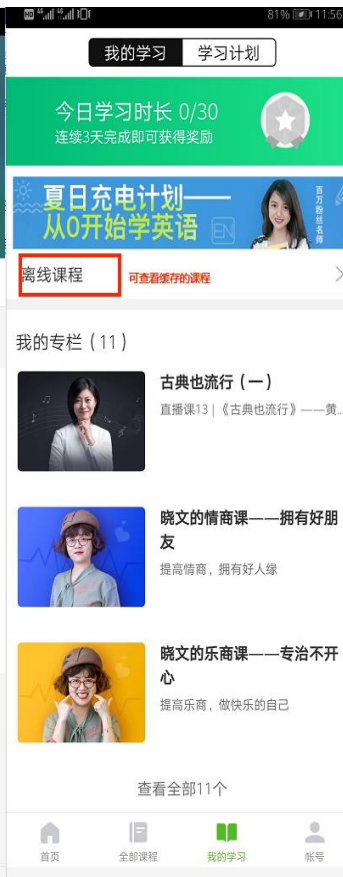 81% 11:56
我的学习 学习计划
今日学习时长 0/30
连续3天完成即可获得奖励
夏日充电计划——
从0开始学英语
EN
百万粉丝名师
离线课程 可查看缓存的课程
我的专栏（11）
古典也流行（一）
直播课13 | 《古典也流行》——黄...
晓文的情商课——拥有好朋
友
提高情商，拥有好人缘
晓文的乐商课——专治不开
心
提高乐商，做快乐的自己
查看全部11个
首页 全部课程 我的学习 帐号